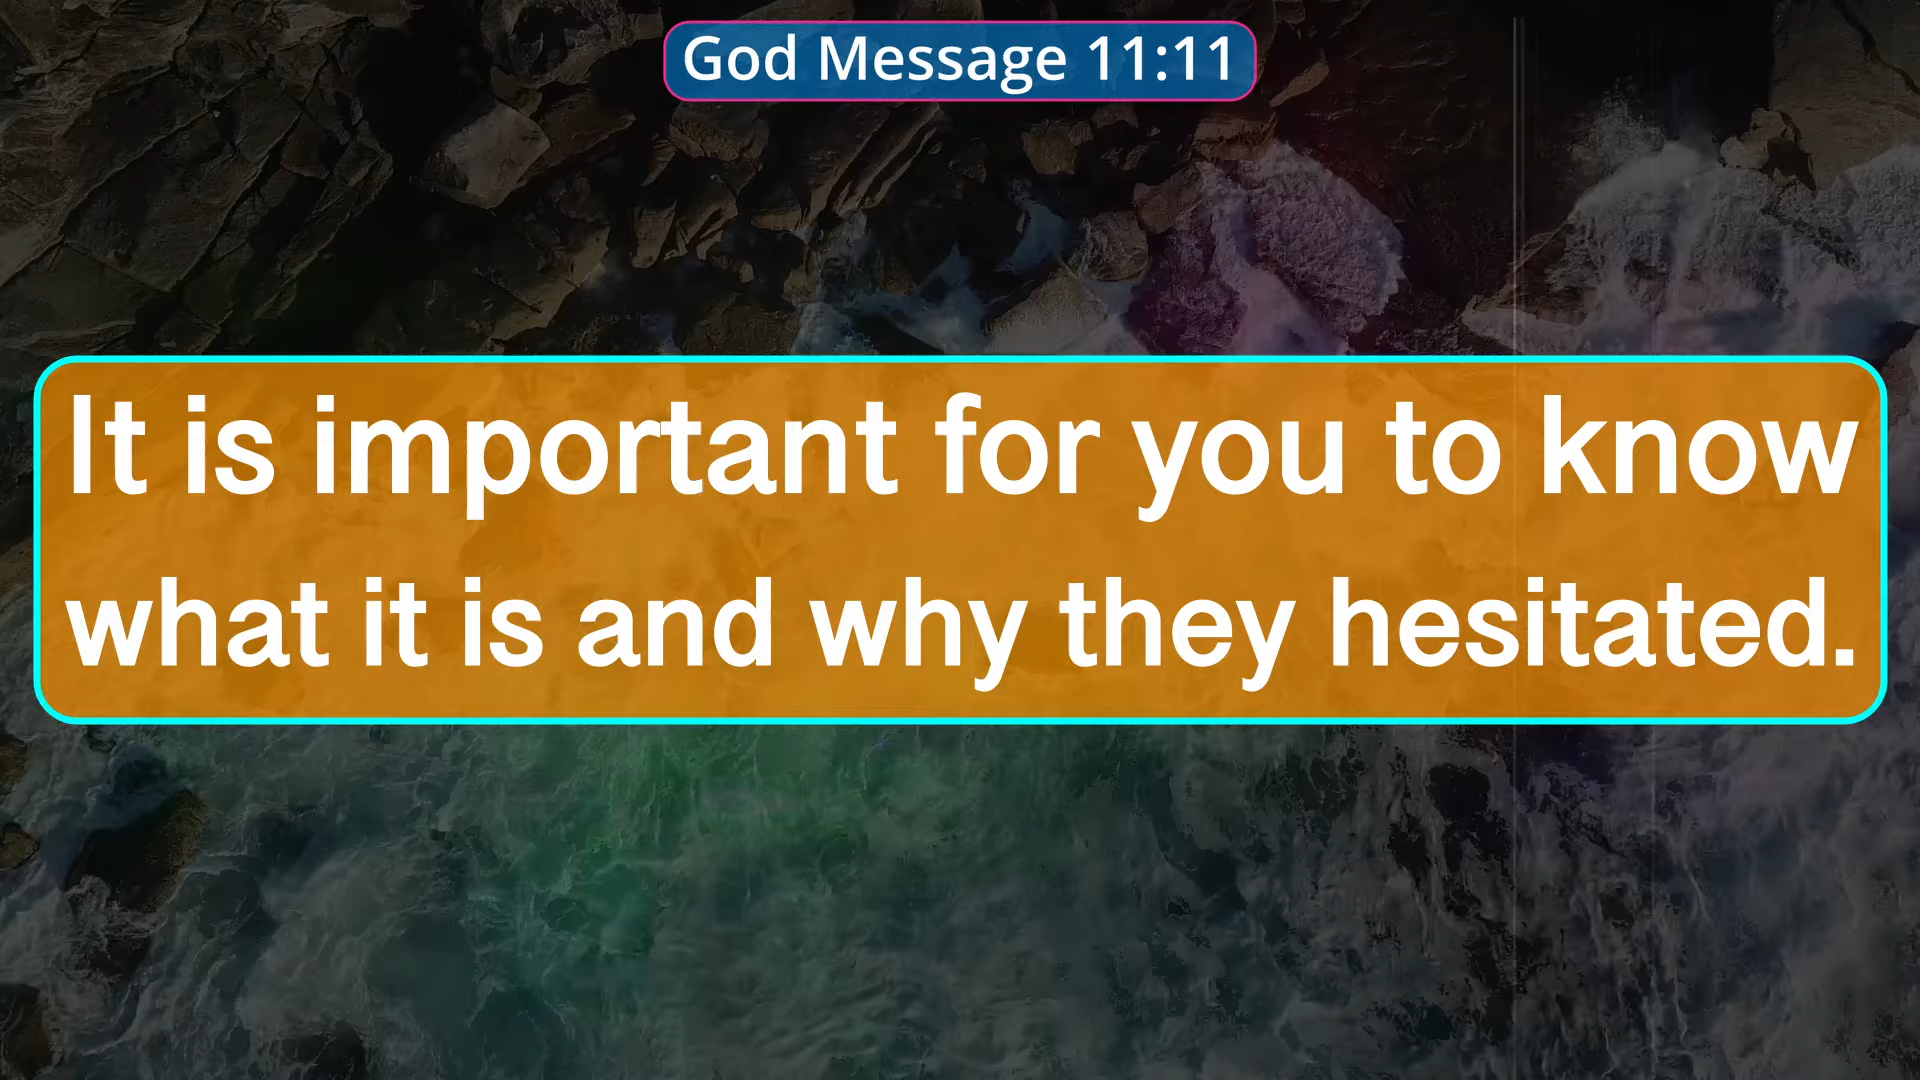 God Message 11:11
It is important for you to know
what it is and why they hesitated.